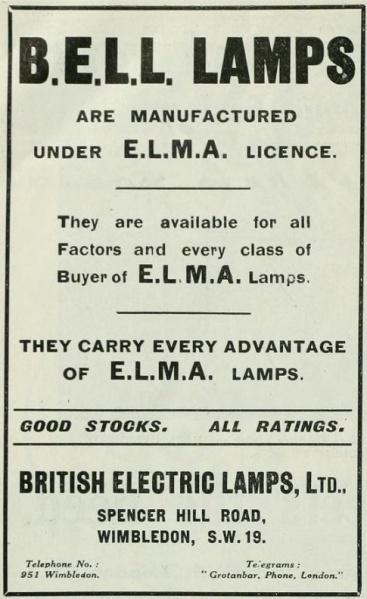 B.E.L.L. LAMPS
ARE MANUFACTURED
UNDER E.L.M.A. LICENCE.
They are available for all
Factors and every class of
Buyer of E.L.M.A. Lamps.
THEY CARRY EVERY ADVANTAGE
OF E.L.M.A. LAMPS.
GOOD STOCKS. ALL RATINGS.
BRITISH ELECTRIC LAMPS, LTD.,
SPENCER HILL ROAD,
WIMBLEDON, S.W. 19.
Telephone No. :
951 Wimbledon.
Telegrams :
"Grotanbar, Phone, London."